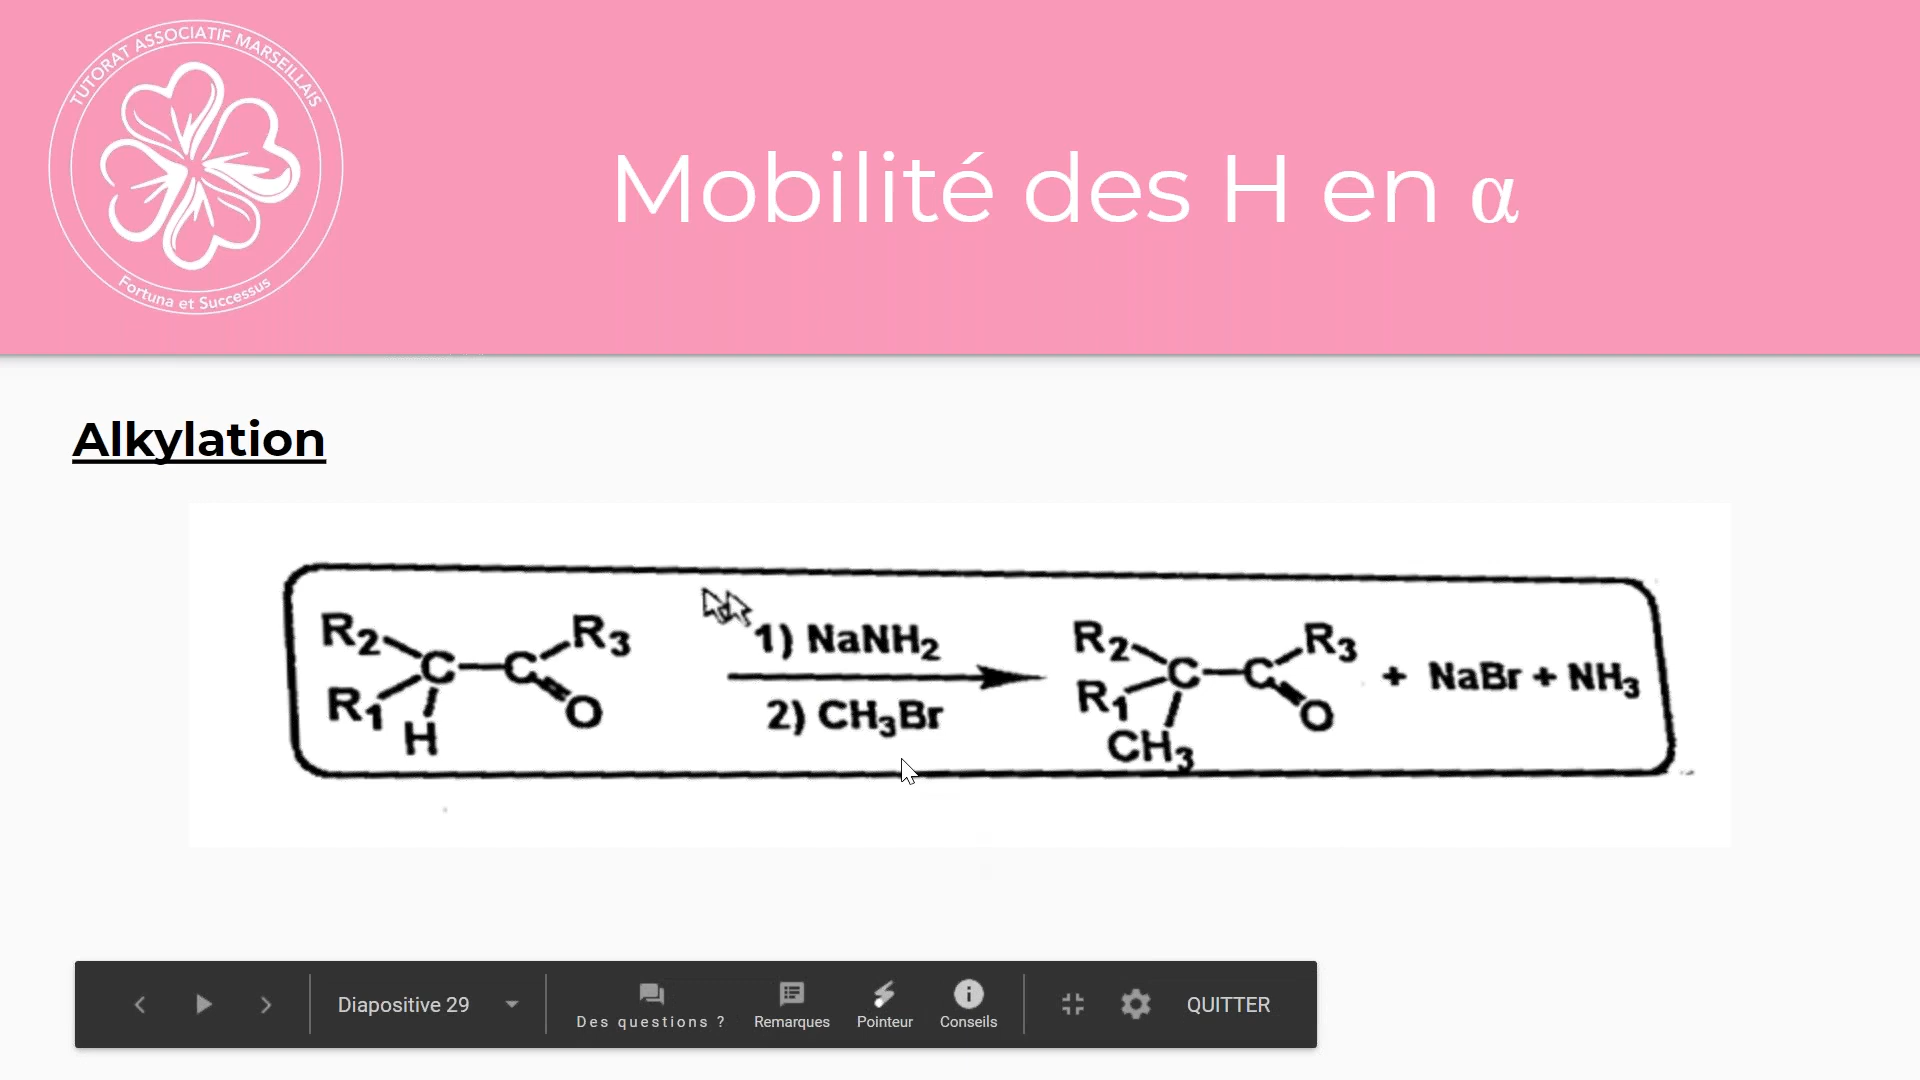 TUTORAT ASSOCIATIF MARSEILLAIS
Fortuna et Successus
Mobilité des H en α
Alkylation
R2 R3 1) NaNH2 R2 R3
C C C C + NaBr + NH3
R1 O 2) CH3Br R1 O
H CH3
Diapositive 29
Des questions ?
Remarques
Pointeur
Conseils
QUITTER